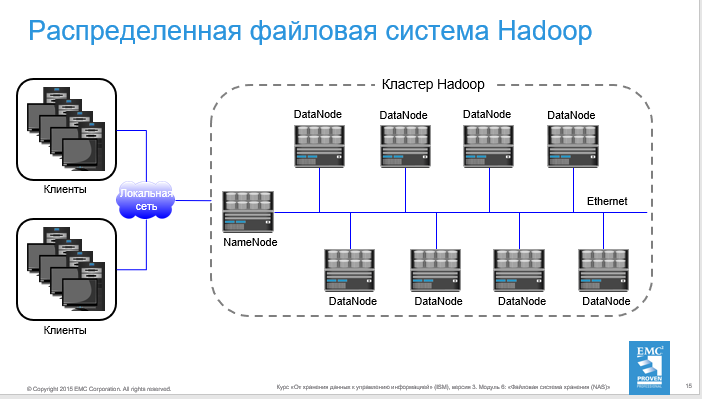 Распределенная файловая система Hadoop
Кластер Hadoop
DataNode
DataNode
DataNode
DataNode
Клиенты
Локальная
сеть
Ethernet
NameNode
DataNode
DataNode
DataNode
DataNode
Клиенты
EMC²
PROVEN
PROFESSIONAL
© Copyright 2015 EMC Corporation. All rights reserved.
Курс «От хранения данных к управлению информацией» (ISM), версия 3. Модуль 6: «Файловая система хранения (NAS)»
15